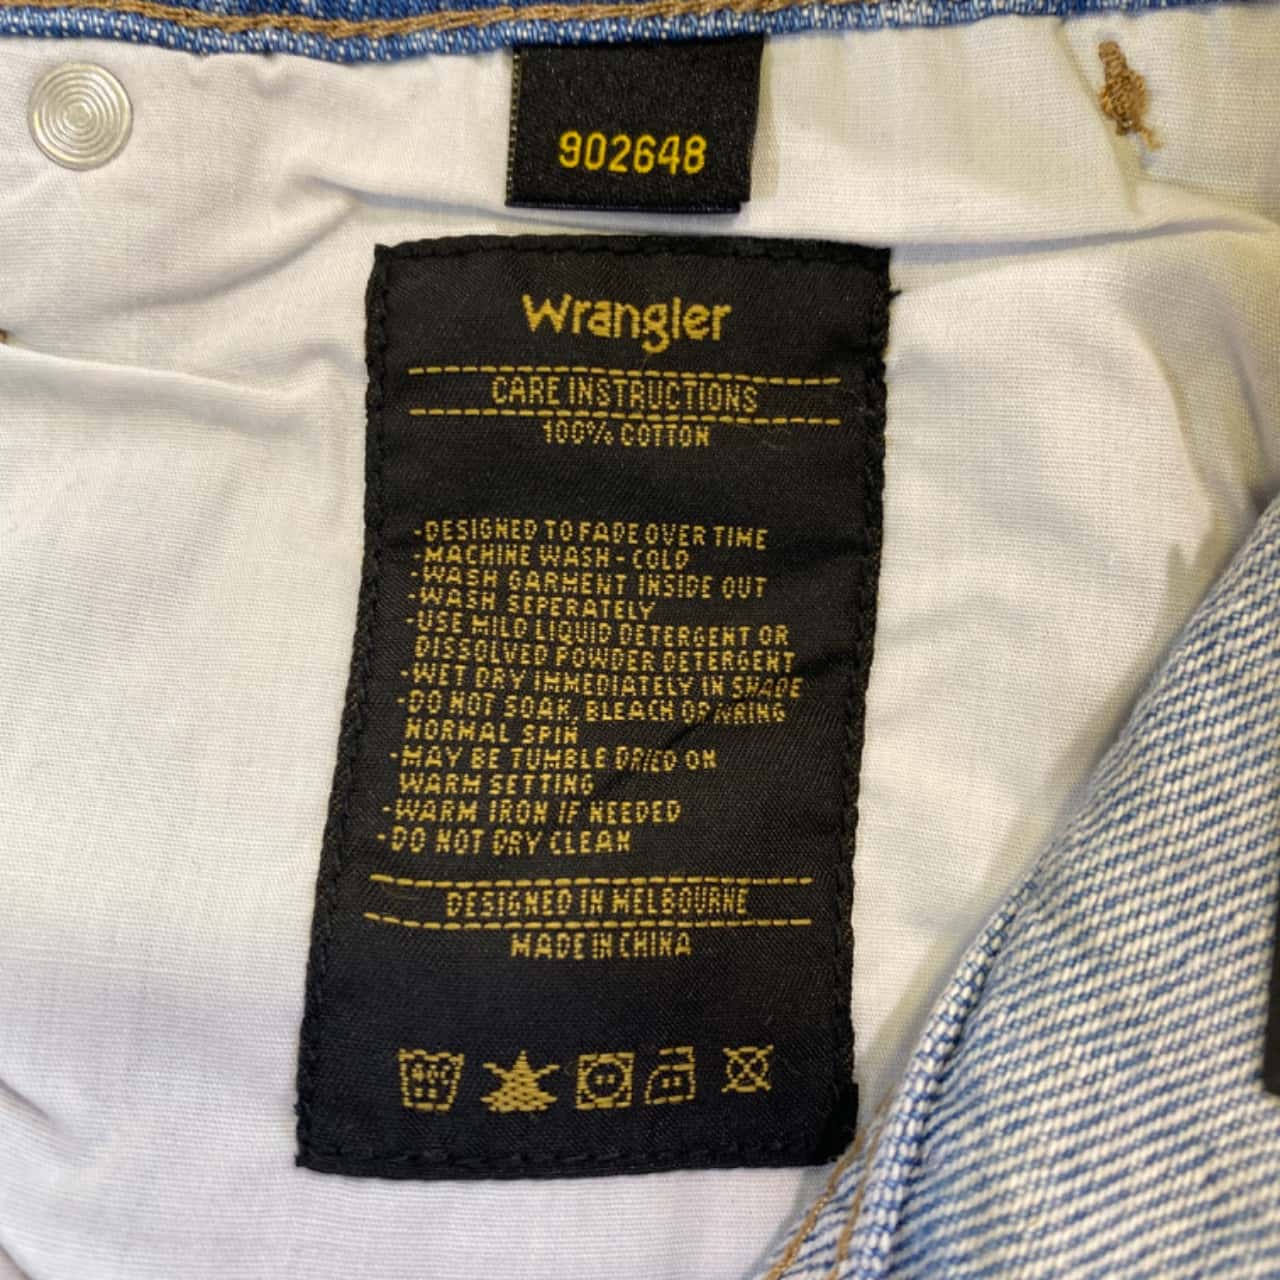 902648
Wrangler
CARE INSTRUCTIONS
100% COTTON
-DESIGNED TO FADE OVER TIME
-MACHINE WASH - COLD
-WASH GARMENT INSIDE OUT
-WASH SEPERATELY
-USE MILD LIQUID DETERGENT OR
DISSOLVED POWDER DETERGENT
-WET DRY IMMEDIATELY IN SHADE
-DO NOT SOAK, BLEACH OR WRING
NORMAL SPIN
-MAY BE TUMBLE DRIED ON
WARM SETTING
-WARM IRON IF NEEDED
-DO NOT DRY CLEAN
DESIGNED IN MELBOURNE
MADE IN CHINA